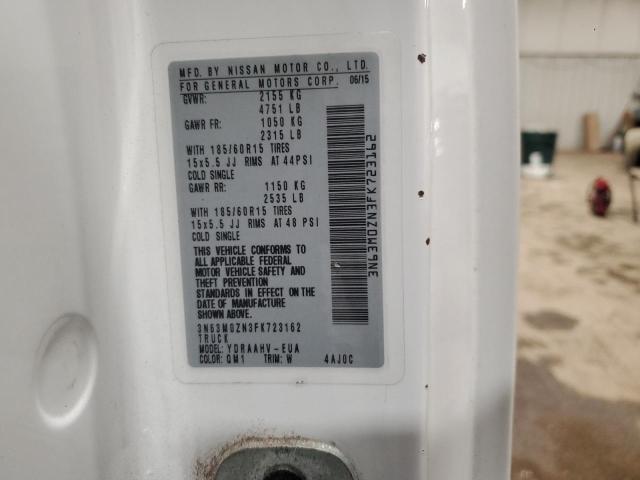 MFD. BY NISSAN MOTOR CO., LTD.
FOR GENERAL MOTORS CORP. 06/15
GVWR: 2155 KG
4751 LB
GAWR FR: 1050 KG
2315 LB
WITH 185/60R15 TIRES
15x5.5 JJ RIMS AT 44PSI
COLD SINGLE
GAWR RR: 1150 KG
2535 LB
WITH 185/60R15 TIRES
15x5.5 JJ RIMS AT 48 PSI
COLD SINGLE
THIS VEHICLE CONFORMS TO
ALL APPLICABLE FEDERAL
MOTOR VEHICLE SAFETY AND
THEFT PREVENTION
STANDARDS IN EFFECT ON THE
DATE OF MANUFACTURE
SHOWN ABOVE.
3N63M0ZN3FK723162
TRUCK
MODEL: YDRAAHV-EUA
COLOR: QM1 TRIM: W 4AJ0C
3N63M0ZN3FK723162